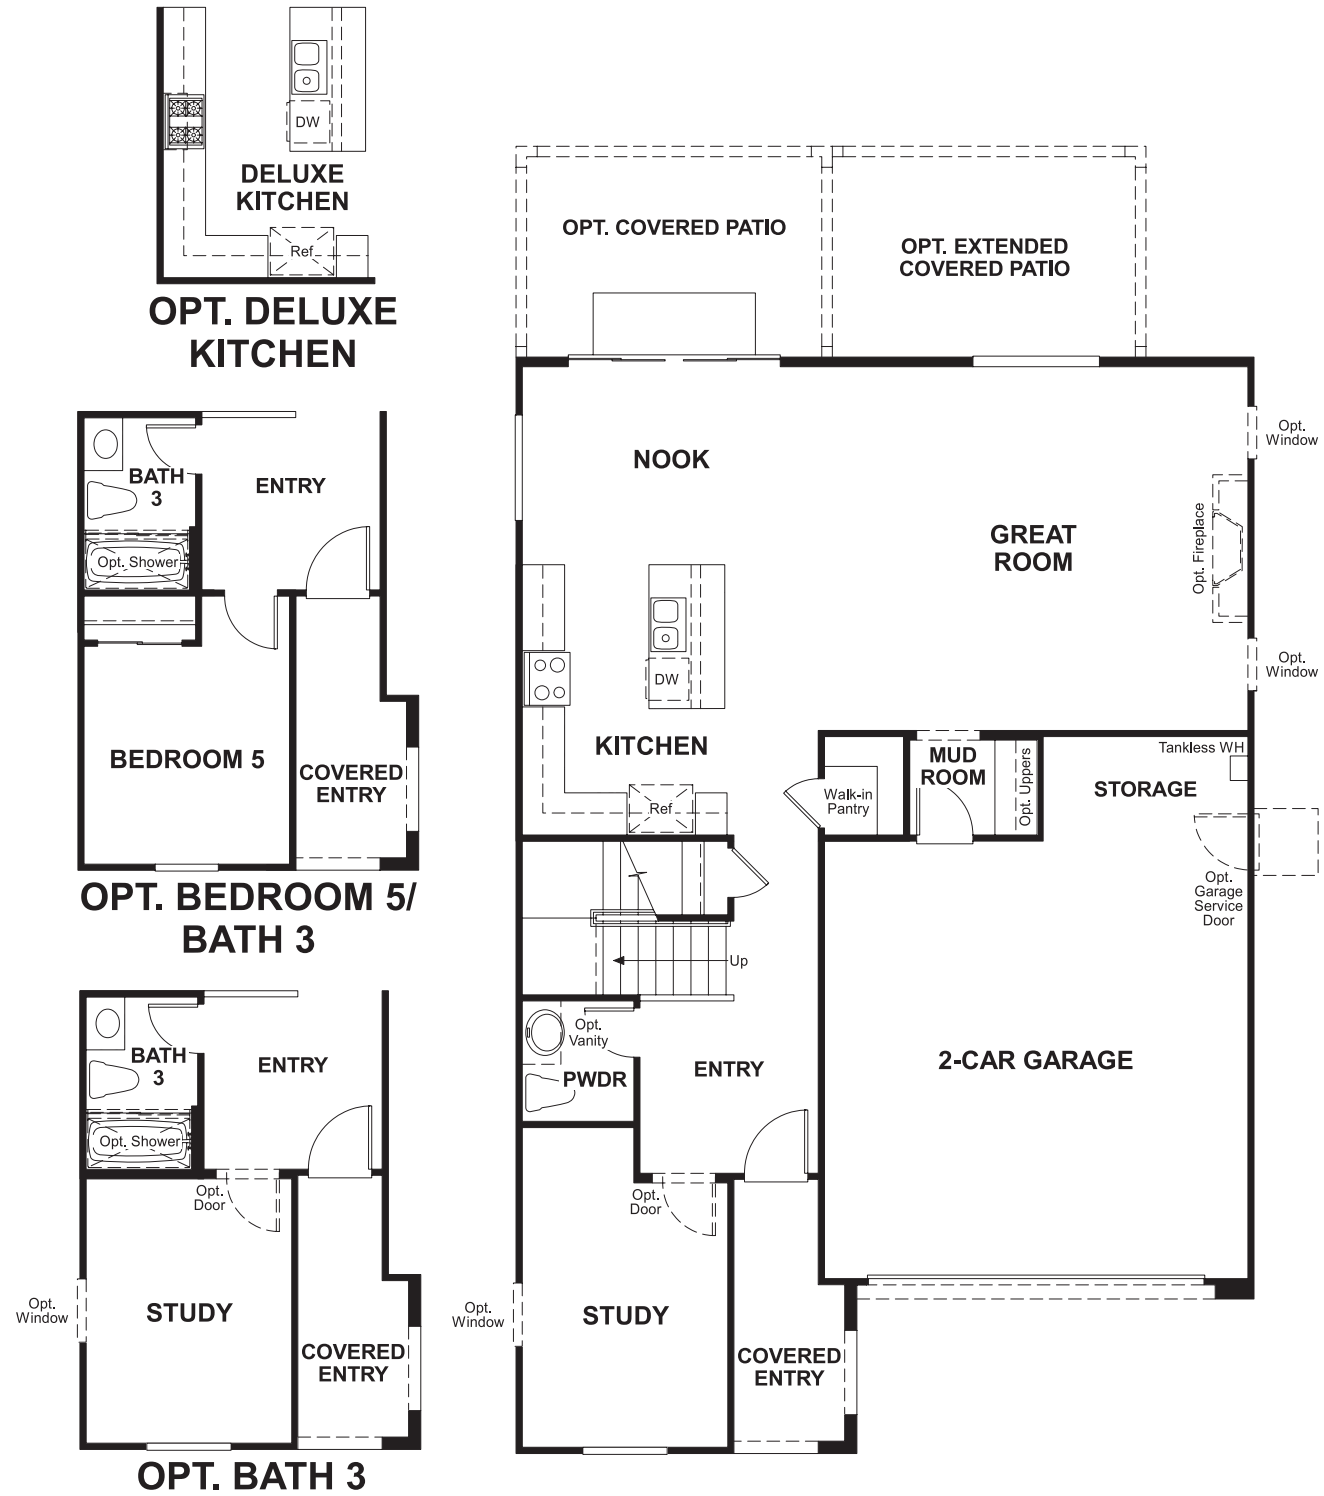 DW
DELUXE
KITCHEN
Ref
OPT. DELUXE
KITCHEN
BATH
3
ENTRY
Opt. Shower
BEDROOM 5
COVERED
ENTRY
OPT. BEDROOM 5/
BATH 3
BATH
3
ENTRY
Opt. Shower
Opt.
Door
Opt.
Window
STUDY
COVERED
ENTRY
OPT. BATH 3
OPT. COVERED PATIO
OPT. EXTENDED
COVERED PATIO
NOOK
GREAT
ROOM
Opt.
Window
Opt. Fireplace
Opt.
Window
DW
KITCHEN
Ref
Walk-in
Pantry
MUD
ROOM
Opt. Uppers
Tankless WH
STORAGE
Opt.
Garage
Service
Door
Up
Opt.
Vanity
PWDR
ENTRY
2-CAR GARAGE
Opt.
Door
Opt.
Window
STUDY
COVERED
ENTRY